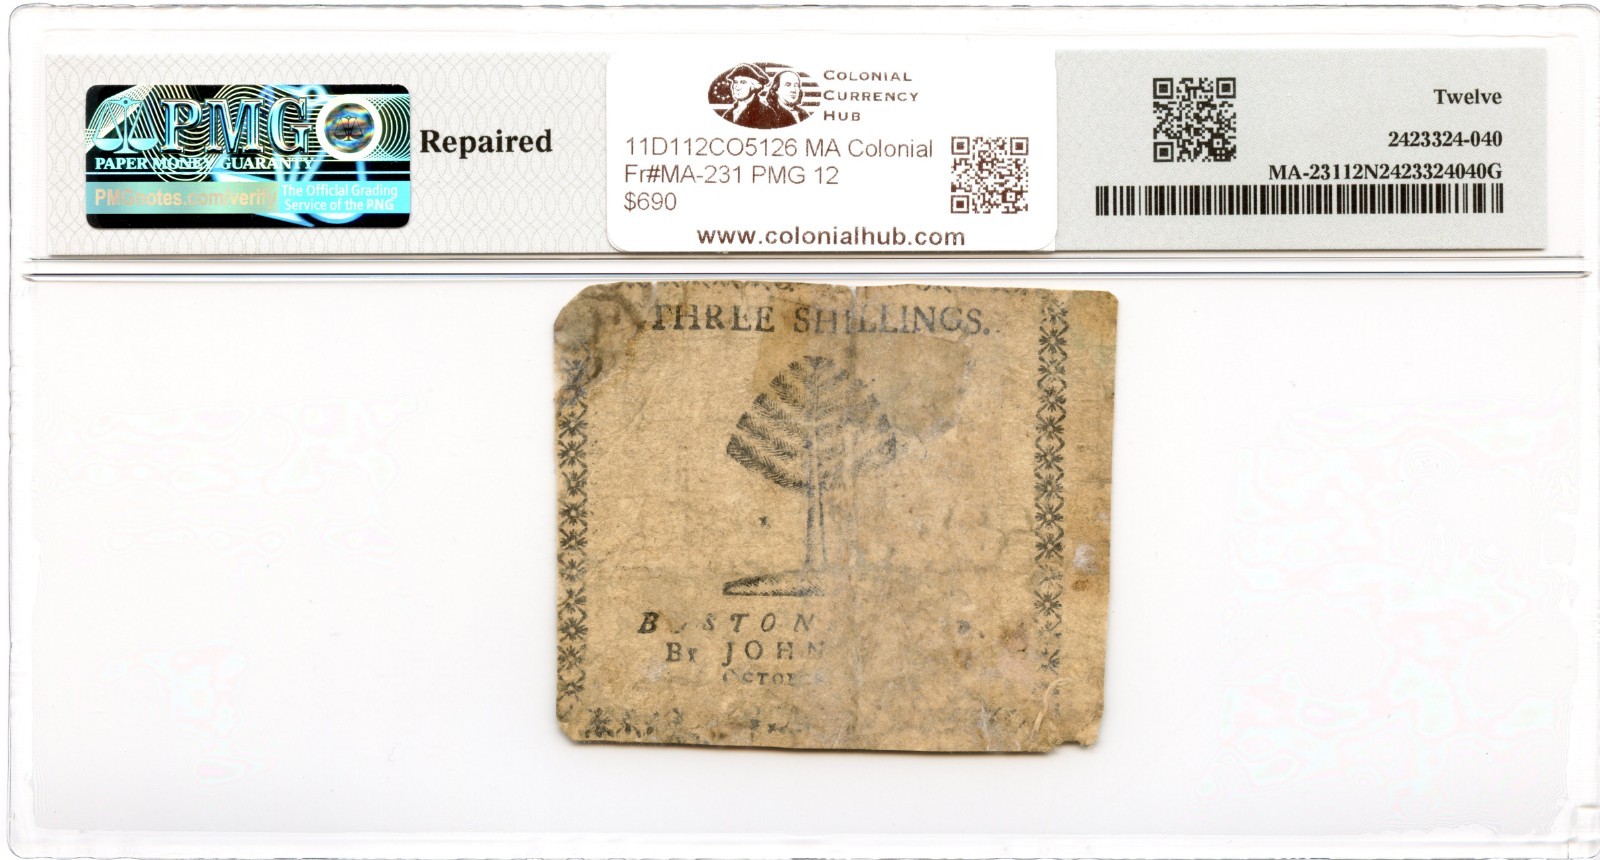 PMG
PAPER MONEY GUARANTY
PMGnotes.com/verify
The Official Grading
Service of the PNG
Repaired
COLONIAL
CURRENCY
HUB
11D112CO5126 MA Colonial
Fr#MA-231 PMG 12
$690
www.colonialhub.com
Twelve
2423324-040
MA-23112N2423324040G
THREE SHILLINGS.
B STON
By JOHN
OCTOBE